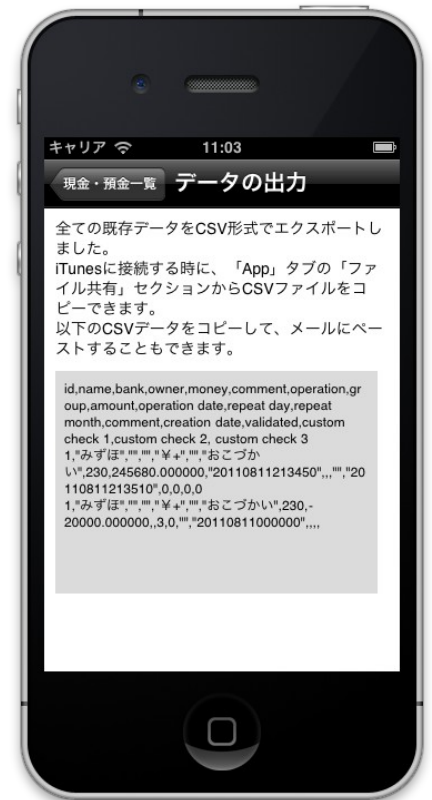 キャリア 11:03
現金・預金一覧 データの出力
全ての既存データをCSV形式でエクスポートし
ました。
iTunesに接続する時に、「App」タブの「ファ
イル共有」セクションからCSVファイルをコ
ピーできます。
以下のCSVデータをコピーして、メールにペー
ストすることもできます。
id,name,bank,owner,money,comment,operation,gr
oup,amount,operation date,repeat day,repeat
month,comment,creation date,validated,custom
check 1,custom check 2, custom check 3
1,"みずほ","","","￥+","","おこづか
い",230,245680.000000,"20110811213450",,,"","20
110811213510",0,0,0,0
1,"みずほ","","","￥+","","おこづかい",230,-
20000.000000,,3,0,"","20110811000000",,,,